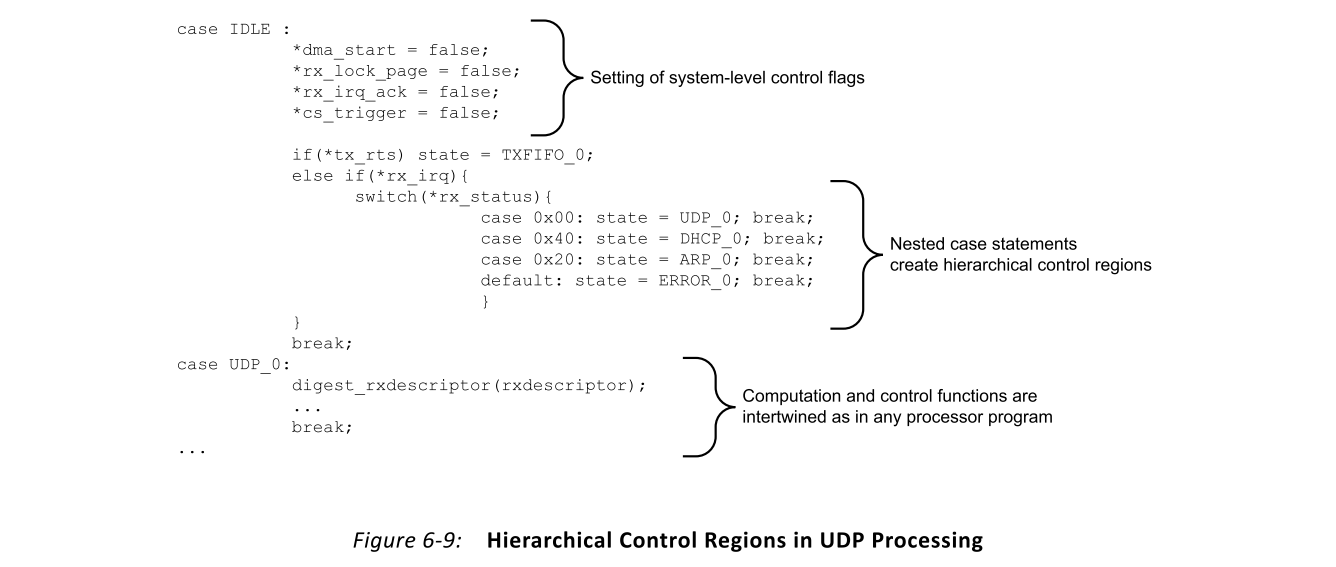 case IDLE :
*dma_start = false;
*rx_lock_page = false;
*rx_irq_ack = false;
*cs_trigger = false;
Setting of system-level control flags
if(*tx_rts) state = TXFIFO_0;
else if(*rx_irq){
switch(*rx_status){
case 0x00: state = UDP_0; break;
case 0x40: state = DHCP_0; break;
case 0x20: state = ARP_0; break;
default: state = ERROR_0; break;
}
Nested case statements
create hierarchical control regions
}
break;
case UDP_0:
digest_rxdescriptor(rxdescriptor);
...
break;
Computation and control functions are
intertwined as in any processor program
...
Figure 6-9: Hierarchical Control Regions in UDP Processing